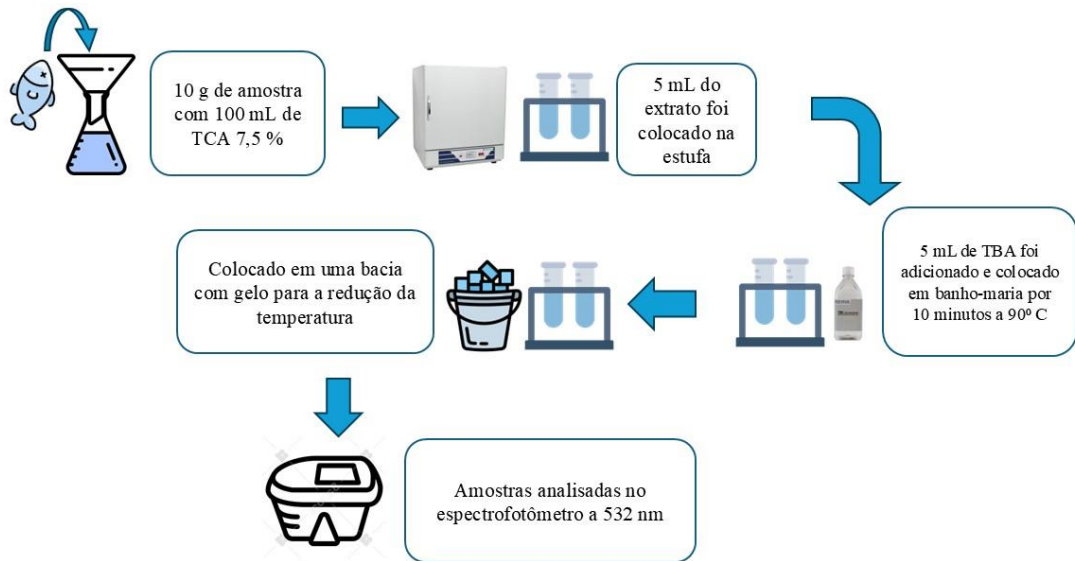 10 g de amostra
com 100 mL de
TCA 7,5 %
5 mL do
extrato foi
colocado na
estufa
5 mL de TBA foi
adicionado e colocado
em banho-maria por
10 minutos a 90º C
Colocado em uma bacia
com gelo para a redução da
temperatura
Amostras analisadas no
espectrofotômetro a 532 nm